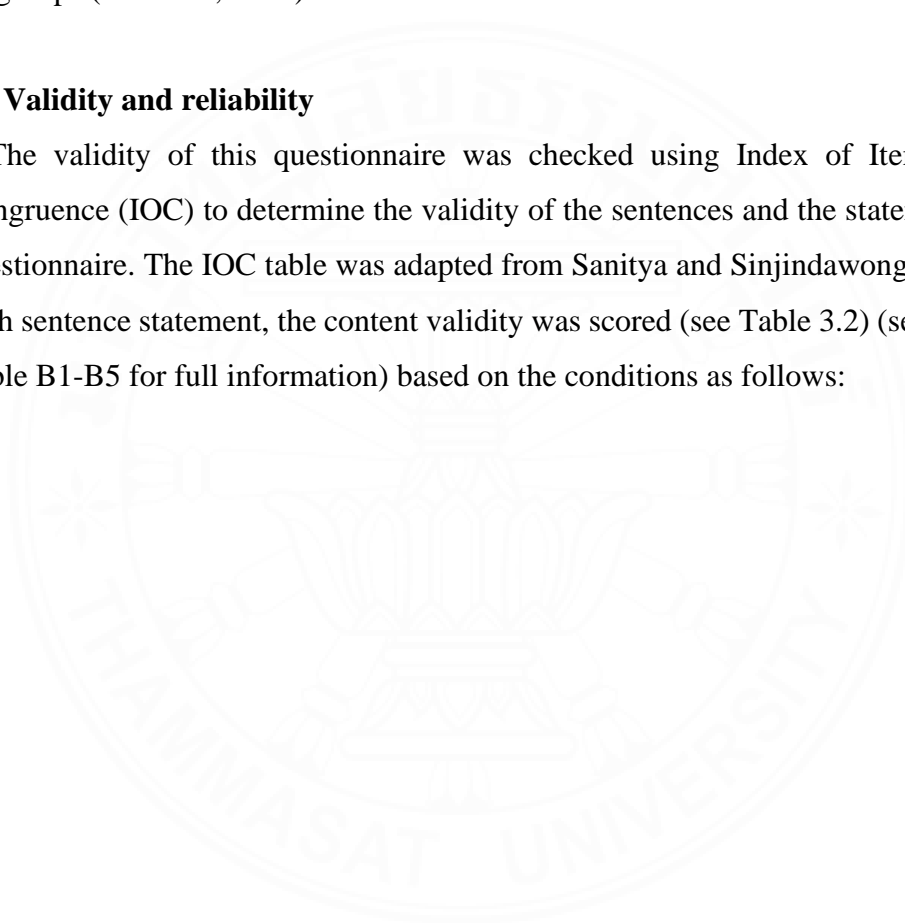 Validity and reliability
The validity of this questionnaire was checked using Index of
(IOC) to determine the validity of the sentences and the
The IOC table was adapted from Sanitya and Sinjindawong
sentence statement, the content validity was scored (see Table 3.2)
B1-B5 for full information) based on the conditions as follows:
THAMMASAT UNIVERSITY